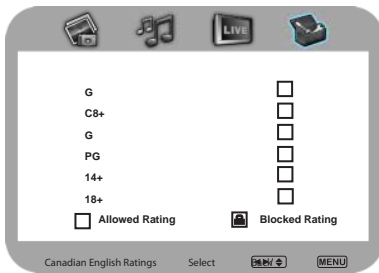 LIVE
G
C8+
G
PG
14+
18+
Allowed Rating Blocked Rating
Canadian English Ratings Select MENU